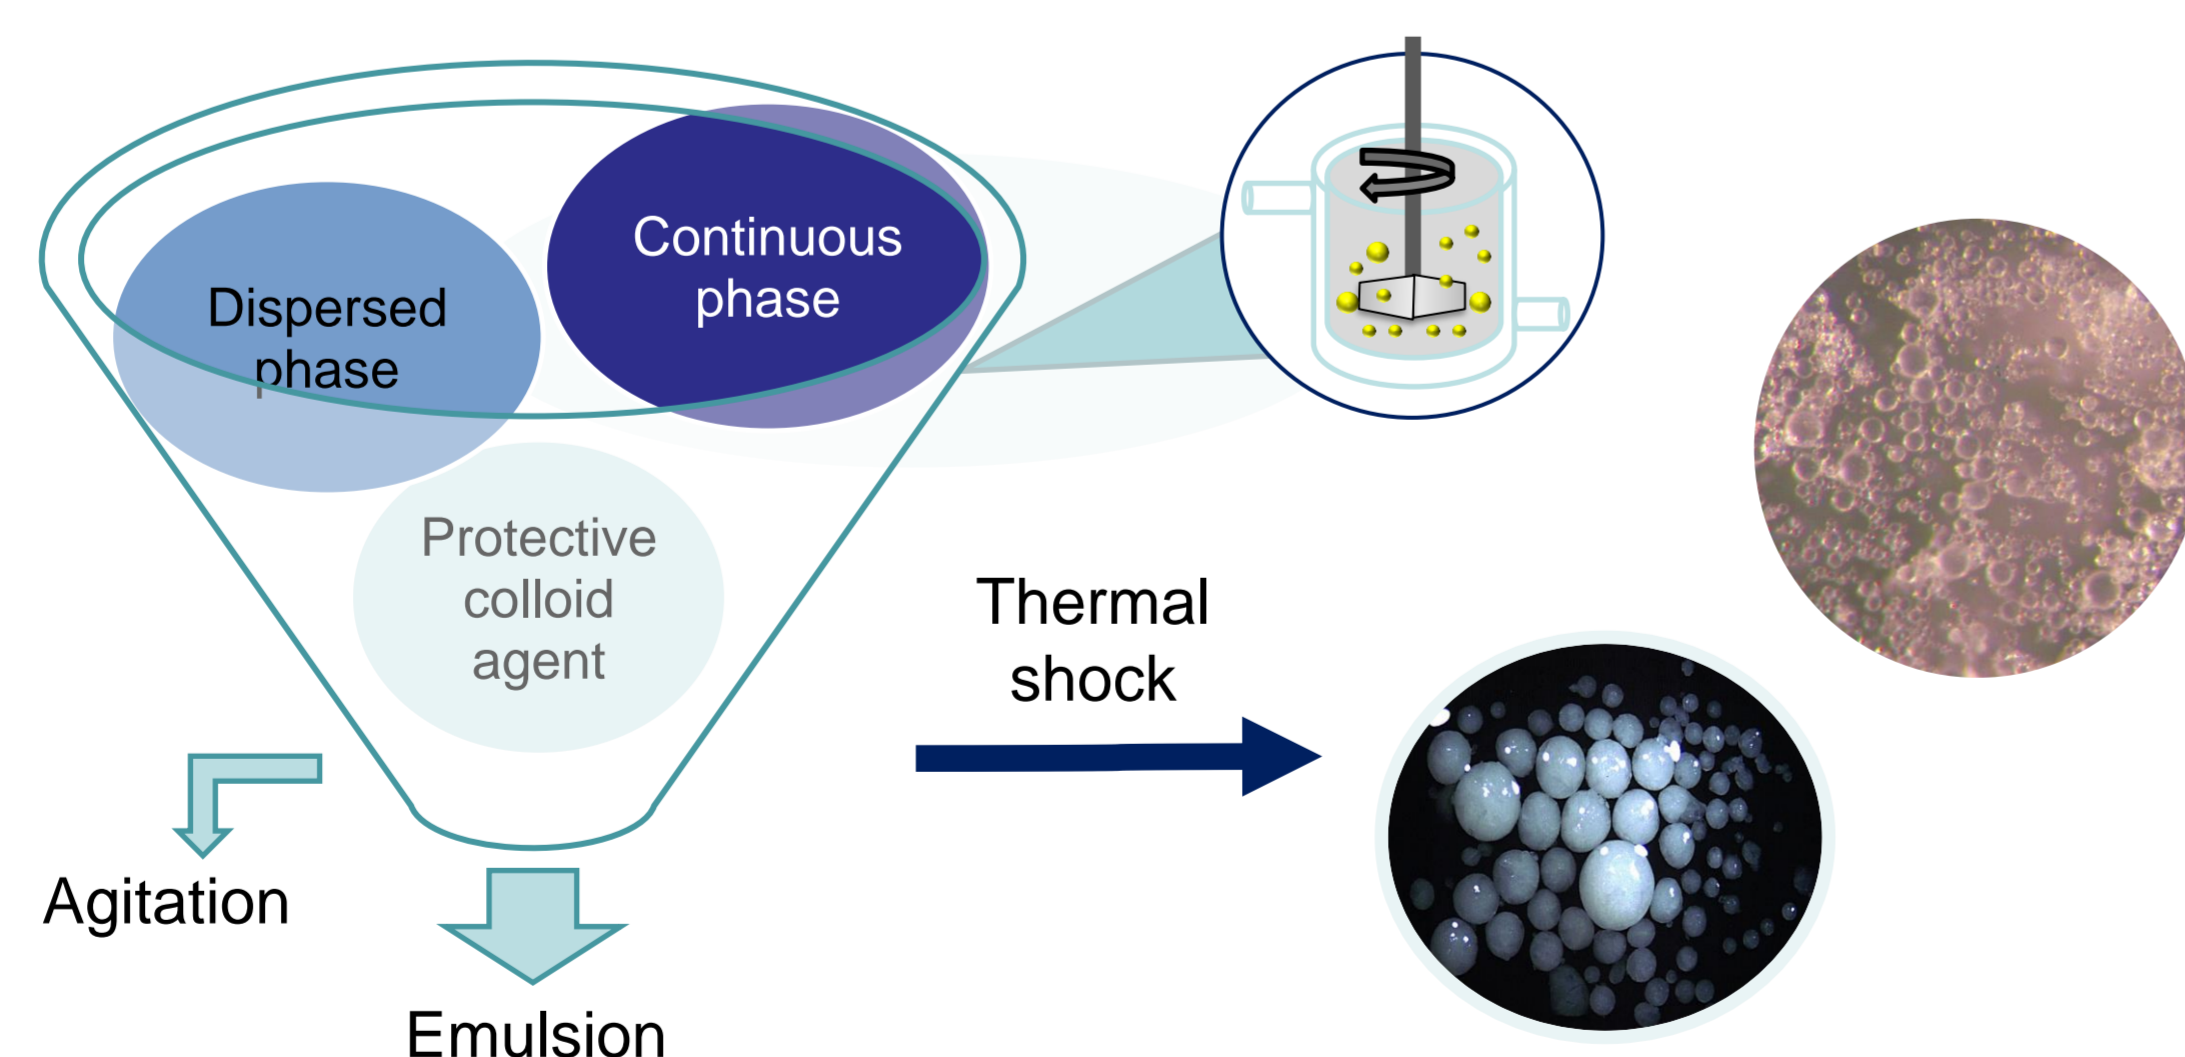 Continuous
phase
Dispersed
phase
Protective
colloid
agent
Thermal
shock
Agitation
Emulsion